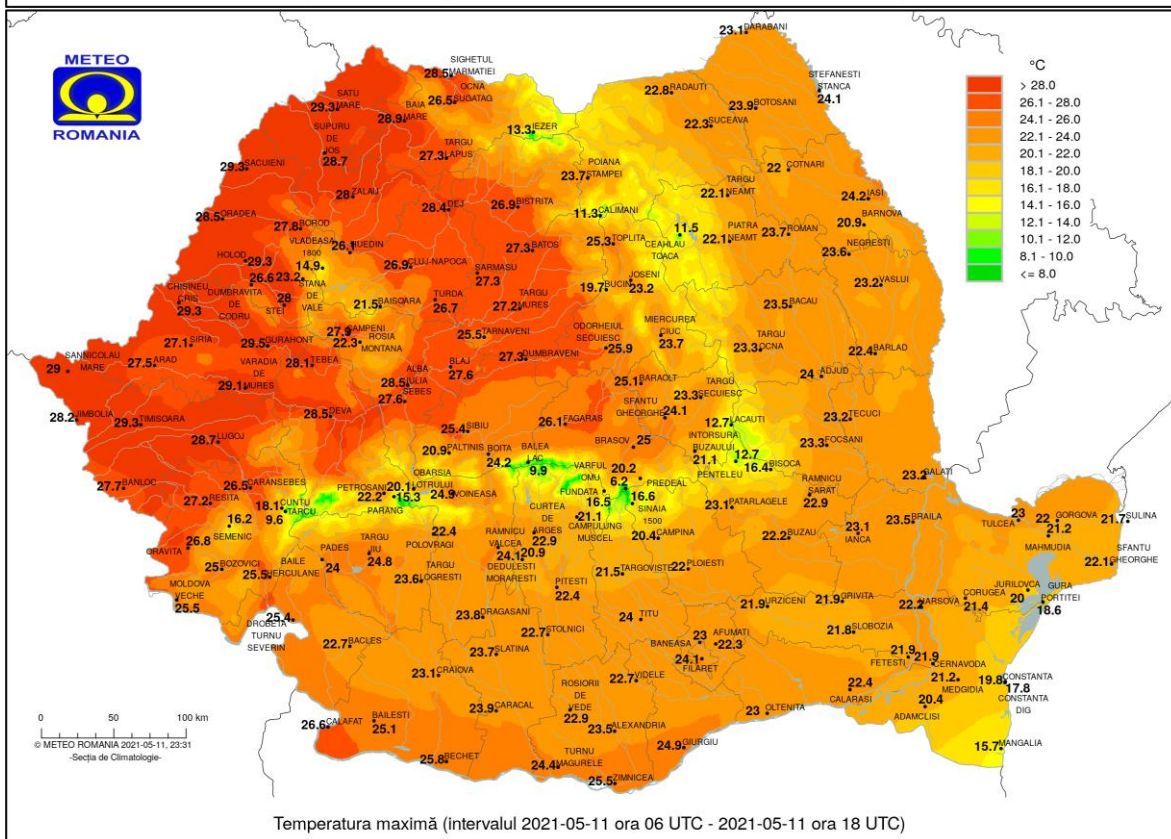 METEO
ROMANIA
°C
> 28.0
26.1 - 28.0
24.1 - 26.0
22.1 - 24.0
20.1 - 22.0
18.1 - 20.0
16.1 - 18.0
14.1 - 16.0
12.1 - 14.0
10.1 - 12.0
8.1 - 10.0
<= 8.0
23.1 DARABANI
SIGHETUL
28.5 MARMATIEI
OCNA
26.5 SUGATAG
SATU
29.3 MARE
BAIA
28.9 MARE
22.8 RADAUTI
STEFANESTI
STANCA
24.1
23.9 BOTOSANI
22.3 SUCEAVA
13.3 IEZER
SUPURU
DE
JOS
28.7
TARGU
27.3 LAPUS
29.3 SACUIENI
POIANA
23.7 STAMPEI
22 COTNARI
28 ZALAU
28.4 DEJ
26.9 BISTRITA
TARGU
22.1 NEAMT
24.2 IASI
28.5 ORADEA
27.8 BOROD
11.3 CALIMANI
BARNOVA
20.9
VLADEASA
1800
14.9
26.1 HUEDIN
27.3 BATOS
25.3 TOPLITA
11.5
CEAHLAU
TOACA
PIATRA
22.1 NEAMT
23.7 ROMAN
NEGRESTI
23.6
HOLOD
29.3
26.6
DUMBRAVITA
DE
CODRU
23.2
STANA
DE
VALE
26.9 CLUJ-NAPOCA
SARMASU
27.3
JOSENI
23.2
19.7 BUCIN
23.2 VASLUI
CHISINEU
CRIS
29.3
28
STEI
21.5 BAISOARA
TURDA
26.7
TARGU
27.2 MURES
23.5 BACAU
27.1 SIRIA
29.5 GURAHONT
27.9 CAMPENI
22.3 ROSIA
MONTANA
25.5 TARNAVENI
ODORHEIUL
SECUIESC
25.9
MIERCUREA
CIUC
23.7
TARGU
23.3 OCNA
22.4 BARLAD
SANNICOLAU
29 MARE
27.5 ARAD
VARADIA
DE
29.1 MURES
28.1 TEBEA
BLAJ
27.6
27.3 DUMBRAVENI
24 ADJUD
ALBA
28.5 IULIA
SEBES
27.6
25.1 BARAOLT
TARGU
23.3 SECUIESC
28.2 JIMBOLIA
29.3 TIMISOARA
28.5 DEVA
SFANTU
GHEORGHE 24.1
12.7 LACAUTI
23.2 TECUCI
28.7 LUGOJ
25.4 SIBIU
26.1 FAGARAS
BRASOV 25
INTORSURA
BUZAULUI
21.1
12.7
PENTELEU
16.4 BISOCA
23.3 FOCSANI
20.9 PALTINIS
BOITA
24.2
BALEA
LAC
9.9
VARFUL
OMU
6.2
20.2
PREDEAL
27.7 BANLOC
26.5 CARANSEBES
PETROSANI
22.2
OBARSIA
20.1 LOTRULUI
15.3
PARANG
24.9 VOINEASA
FUNDATA
16.5
16.6
SINAIA
1500
RAMNICU
SARAT
22.9
23.2 GALATI
27.2 RESITA
18.1 CUNTU
TARCU
9.6
16.2
SEMENIC
22.4
POLOVRAGI
CURTEA
DE
ARGES
22.9
21.1
CAMPULUNG
MUSCEL
23.1 PATARLAGELE
20.4 CAMPINA
22.2 BUZAU
23.1
IANCA
23.5 BRAILA
23
TULCEA
22 GORGOVA
21.2
MAHMUDIA
21.7 SULINA
26.8
ORAVITA
25 BOZOVICI
BAILE
25.5 HERCULANE
PADES
24
TARGU
JIU
24.8
RAMNICU
VALCEA
24.1
20.9
DEDULESTI
MORARESTI
TARGU
23.6 LOGRESTI
PITESTI
22.4
21.5 TARGOVISTE
22 PLOIESTI
SFANTU
22.1 GHEORGHE
MOLDOVA
VECHE
25.5
JURILOVCA
20
GURA
PORTITEI
18.6
25.4
DROBETA
TURNU
SEVERIN
23.8 DRAGASANI
24 TITU
21.9 URZICENI
21.9 GRIVITA
22.2 HARSOVA
CORUGEA
21.4
22.7 BACLES
22.7 STOLNICI
23
BANEASA
AFUMATI
22.3
21.8 SLOBOZIA
23.7 SLATINA
24.1
FILARET
21.9
FETESTI
21.9
CERNAVODA
21.2
MEDGIDIA
19.8 CONSTANTA
17.8
CONSTANTA
DIG
23.1 CRAIOVA
22.7 VIDELE
22.4
CALARASI
20.4
ADAMCLISI
ROSIORII
DE
VEDE
22.9
23.9 CARACAL
23 OLTENITA
26.6 CALAFAT
BAILESTI
25.1
23.5 ALEXANDRIA
24.9 GIURGIU
15.7 MANGALIA
25.8 BECHET
TURNU
24.4 MAGURELE
25.5 ZIMNICEA
0 50 100 km
© METEO ROMANIA 2021-05-11, 23:31
-Secția de Climatologie-
Temperatura maximă (intervalul 2021-05-11 ora 06 UTC - 2021-05-11 ora 18 UTC)